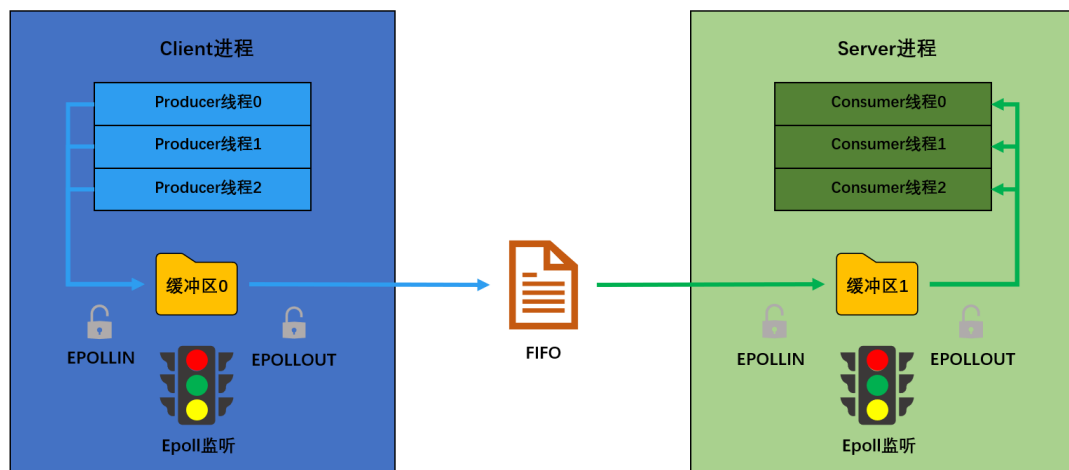 Client进程
Producer线程0
Producer线程1
Producer线程2
缓冲区0
EPOLLIN
EPOLLOUT
Epoll监听
FIFO
Server进程
Consumer线程0
Consumer线程1
Consumer线程2
缓冲区1
EPOLLIN
EPOLLOUT
Epoll监听